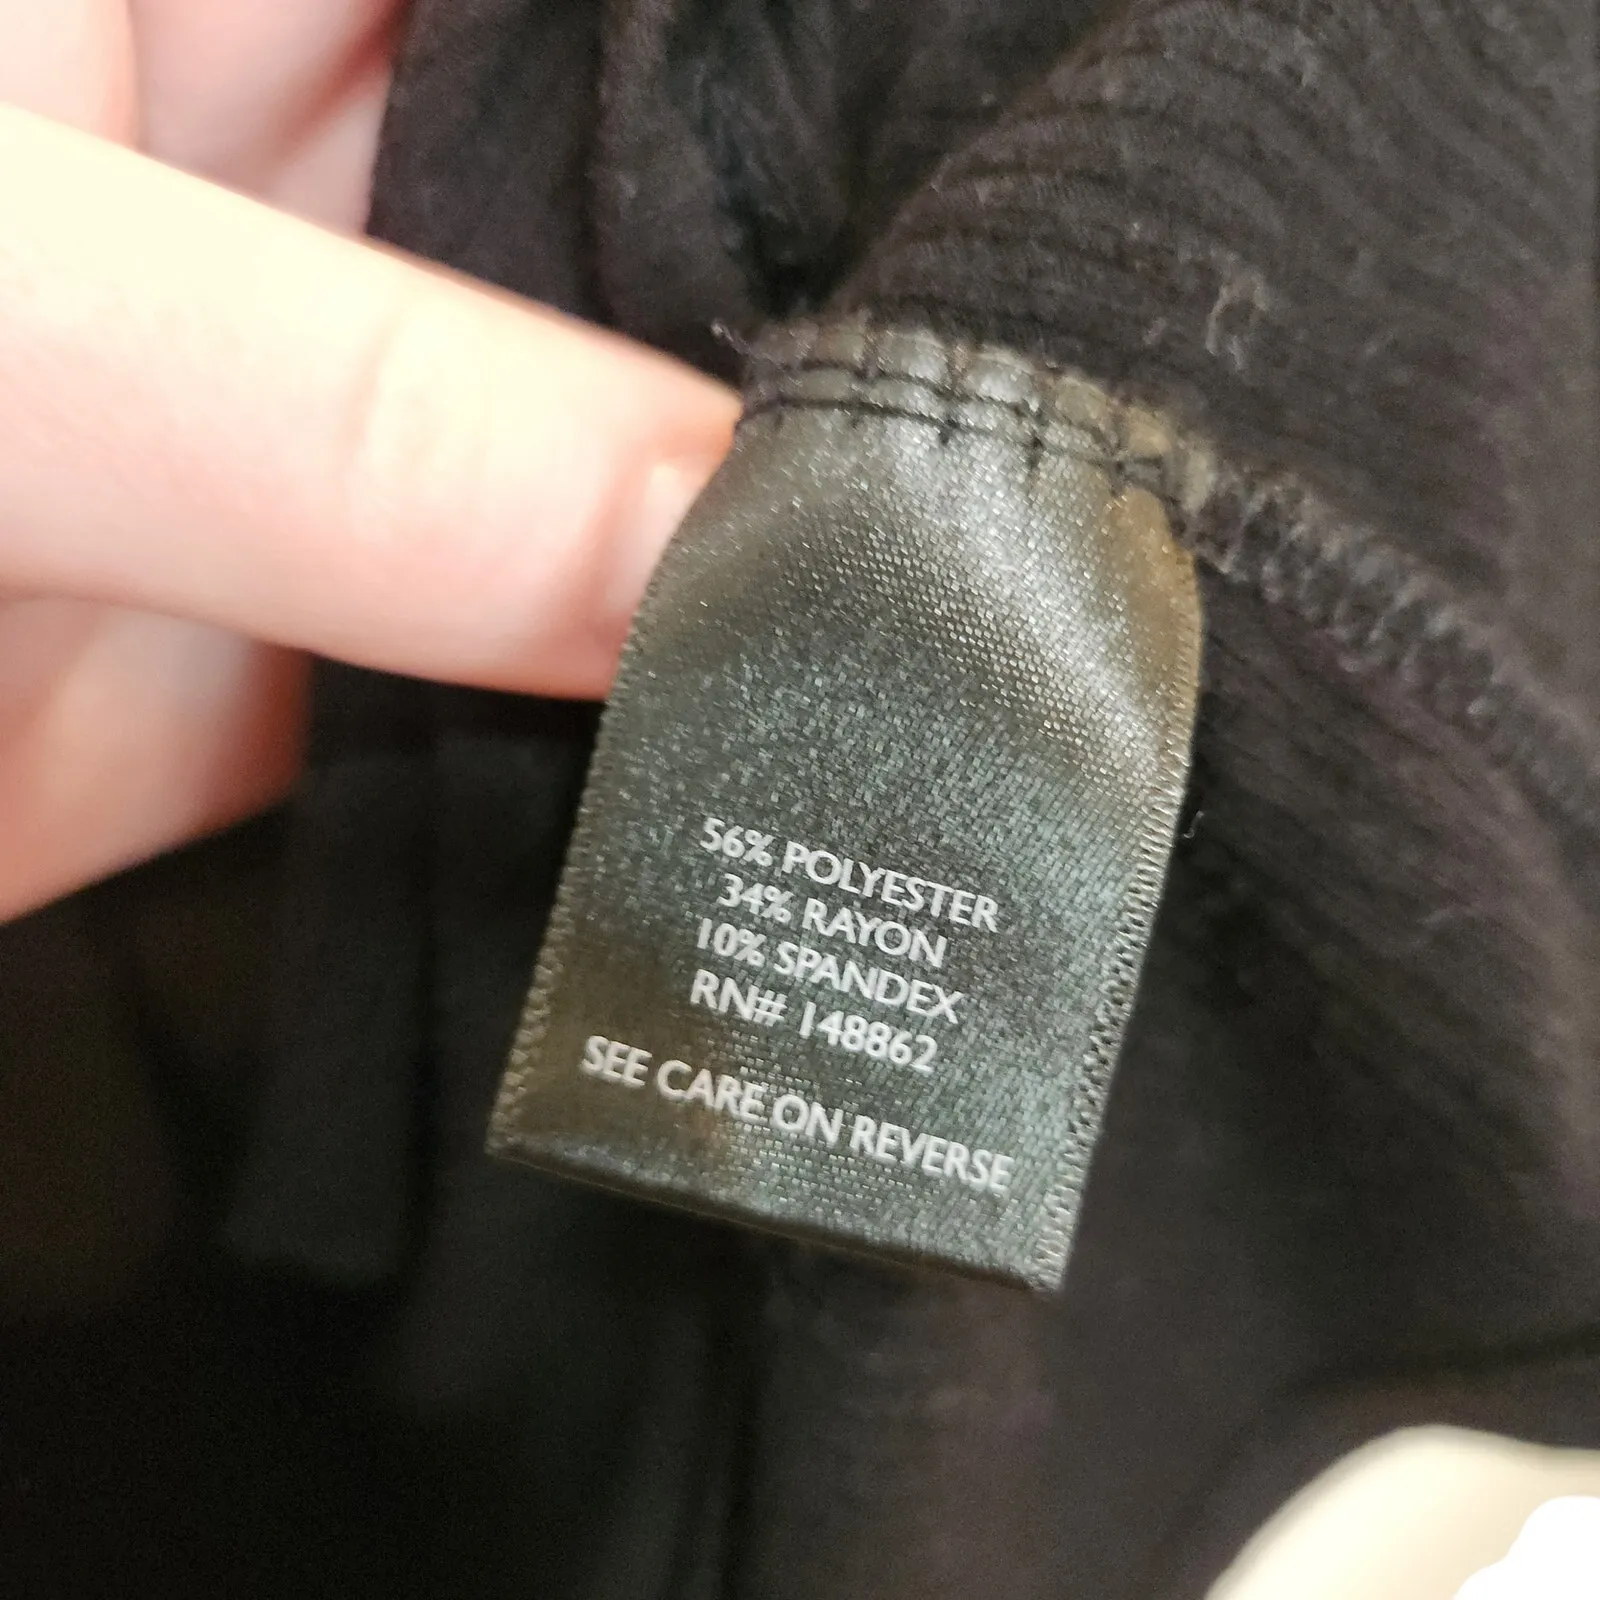 56% POLYESTER
34% RAYON
10% SPANDEX
RN# 148862
SEE CARE ON REVERSE